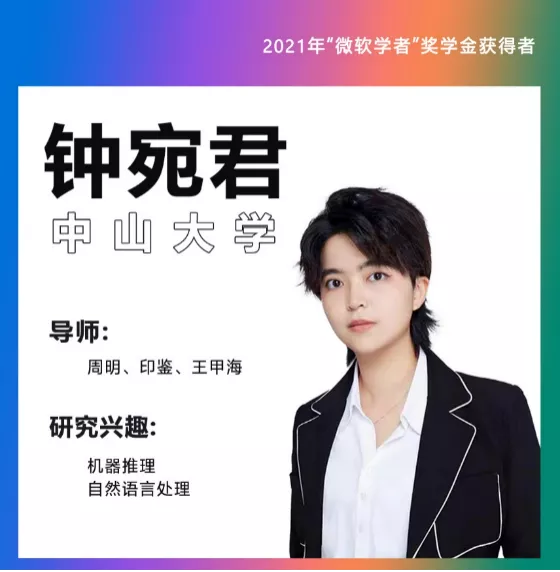 2021年“微软学者”奖学金获得者
钟宛君
中山大学
导师:
周明、印鉴、王甲海
研究兴趣:
机器推理
自然语言处理